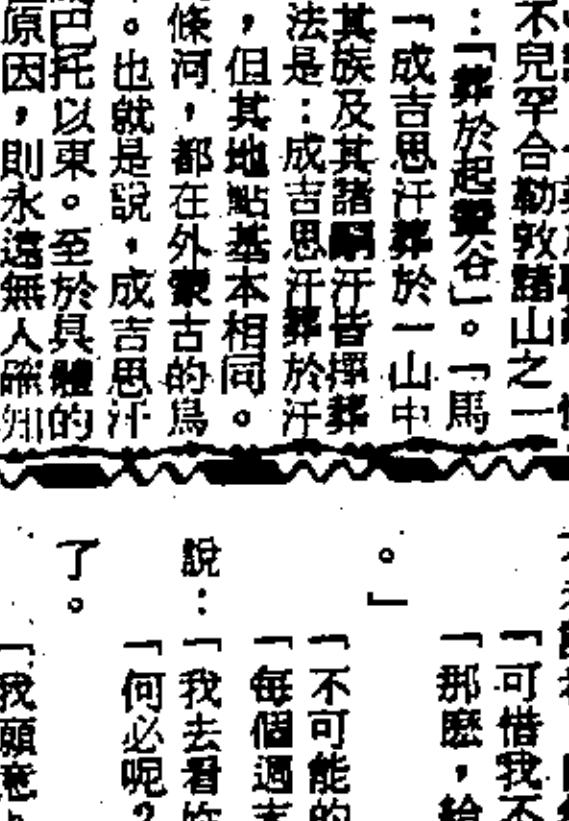 不兒罕合勒敦諸山之一
：「葬於起輦谷」。「馬
「成吉思汗葬於一山中
其族及其諸嗣汗皆擇葬
法是：成吉思汗葬於汗
，但其地點基本相同。
條河，都在外蒙古的烏
。也就是說，成吉思汗
巴托以東。至於具體的
原因，則永遠無人確知
「可惜我不
「那麼，給
。」
「不可能的
「每個週末
說：「我去看妳
「何必呢？
了。
「我願意